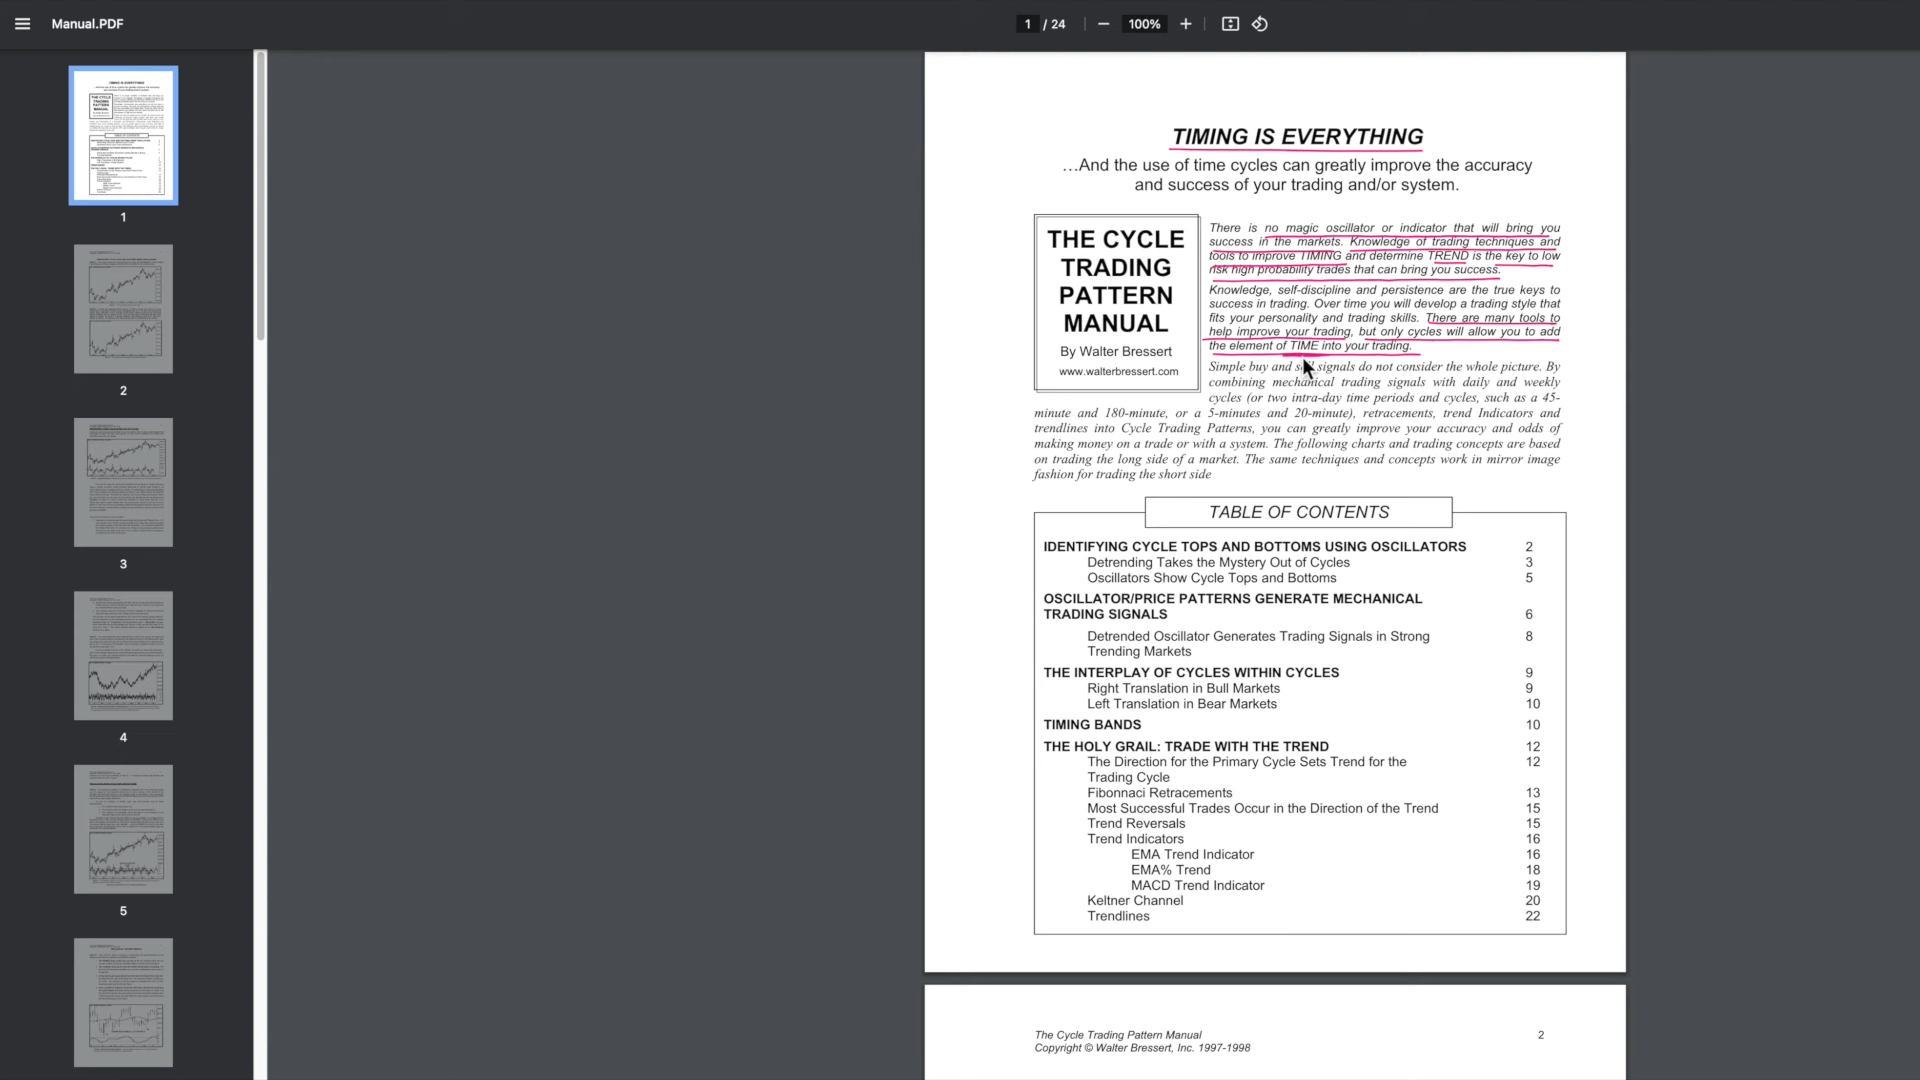 Manual.PDF
1 / 24
100%
TIMING IS EVERYTHING
...And the use of time cycles can greatly improve the accuracy
and success of your trading and/or system.
THE CYCLE
TRADING
PATTERN
MANUAL
By Walter Bressert
www.walterbressert.com
There is no magic oscillator or indicator that will bring you
success in the markets. Knowledge of trading techniques and
tools to improve TIMING and determine TREND is the key to low
risk high probability trades that can bring you success.
Knowledge, self-discipline and persistence are the true keys to
success in trading. Over time you will develop a trading style that
fits your personality and trading skills. There are many tools to
help improve your trading, but only cycles will allow you to add
the element of TIME into your trading.
Simple buy and sell signals do not consider the whole picture. By
combining mechanical trading signals with daily and weekly
cycles (or two intra-day time periods and cycles, such as a 45-
minute and 180-minute, or a 5-minutes and 20-minute), retracements, trend Indicators and
trendlines into Cycle Trading Patterns, you can greatly improve your accuracy and odds of
making money on a trade or with a system. The following charts and trading concepts are based
on trading the long side of a market. The same techniques and concepts work in mirror image
fashion for trading the short side
TABLE OF CONTENTS
IDENTIFYING CYCLE TOPS AND BOTTOMS USING OSCILLATORS 2
Detrending Takes the Mystery Out of Cycles 3
Oscillators Show Cycle Tops and Bottoms 5
OSCILLATOR/PRICE PATTERNS GENERATE MECHANICAL
TRADING SIGNALS 6
Detrended Oscillator Generates Trading Signals in Strong 8
Trending Markets
THE INTERPLAY OF CYCLES WITHIN CYCLES 9
Right Translation in Bull Markets 9
Left Translation in Bear Markets 10
TIMING BANDS 10
THE HOLY GRAIL: TRADE WITH THE TREND 12
The Direction for the Primary Cycle Sets Trend for the 12
Trading Cycle
Fibonnaci Retracements 13
Most Successful Trades Occur in the Direction of the Trend 15
Trend Reversals 15
Trend Indicators 16
EMA Trend Indicator 16
EMA% Trend 18
MACD Trend Indicator 19
Keltner Channel 20
Trendlines 22
The Cycle Trading Pattern Manual 2
Copyright © Walter Bressert, Inc. 1997-1998
1
2
3
4
5